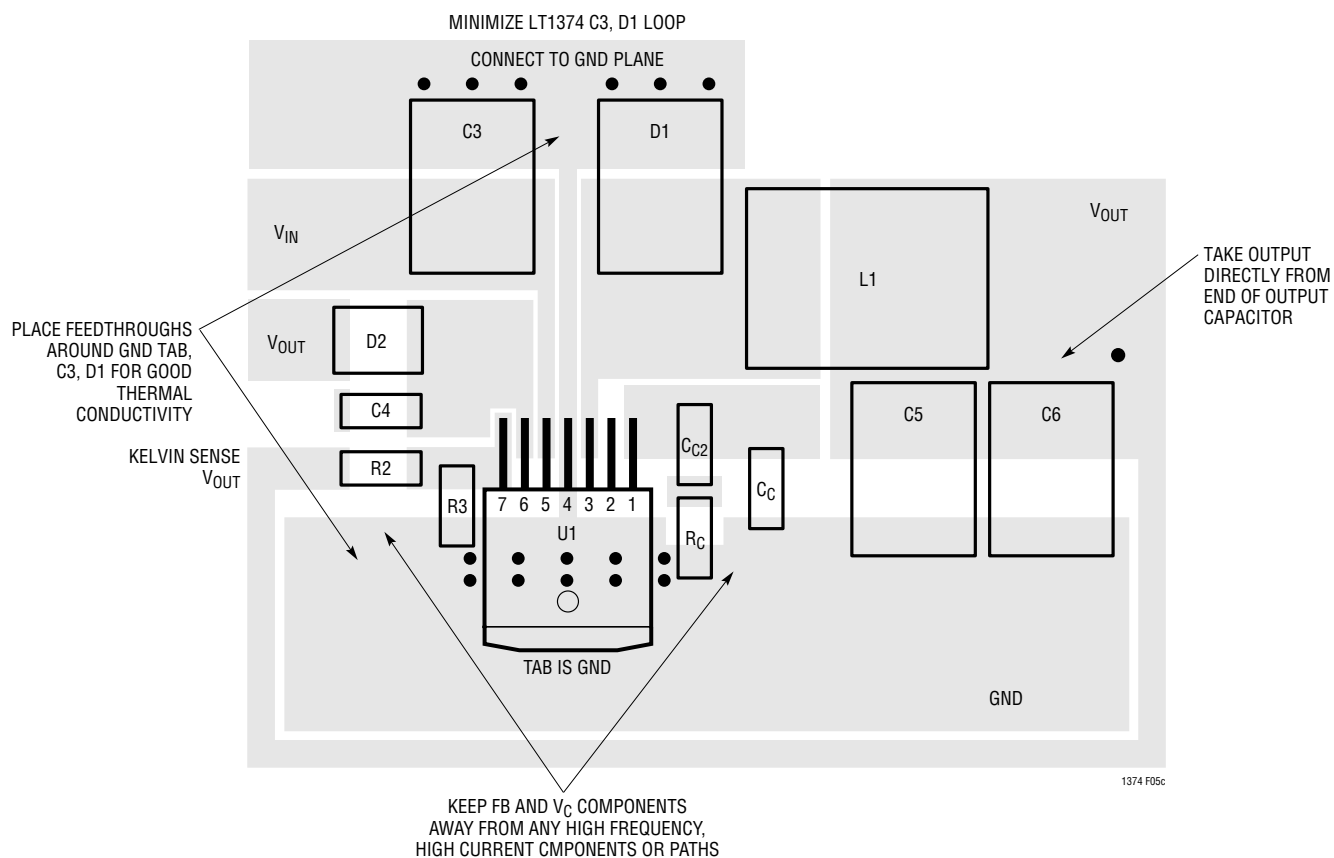 MINIMIZE LT1374 C3, D1 LOOP
CONNECT TO GND PLANE
C3
D1
VIN
VOUT
L1
TAKE OUTPUT
DIRECTLY FROM
END OF OUTPUT
CAPACITOR
PLACE FEEDTHROUGHS
AROUND GND TAB,
C3, D1 FOR GOOD
THERMAL
CONDUCTIVITY
VOUT
D2
C4
C5
C6
KELVIN SENSE
VOUT
R2
CC2
R3
CC
7 6 5 4 3 2 1
U1
RC
TAB IS GND
GND
1374 F05c
KEEP FB AND VC COMPONENTS
AWAY FROM ANY HIGH FREQUENCY,
HIGH CURRENT CMPONENTS OR PATHS